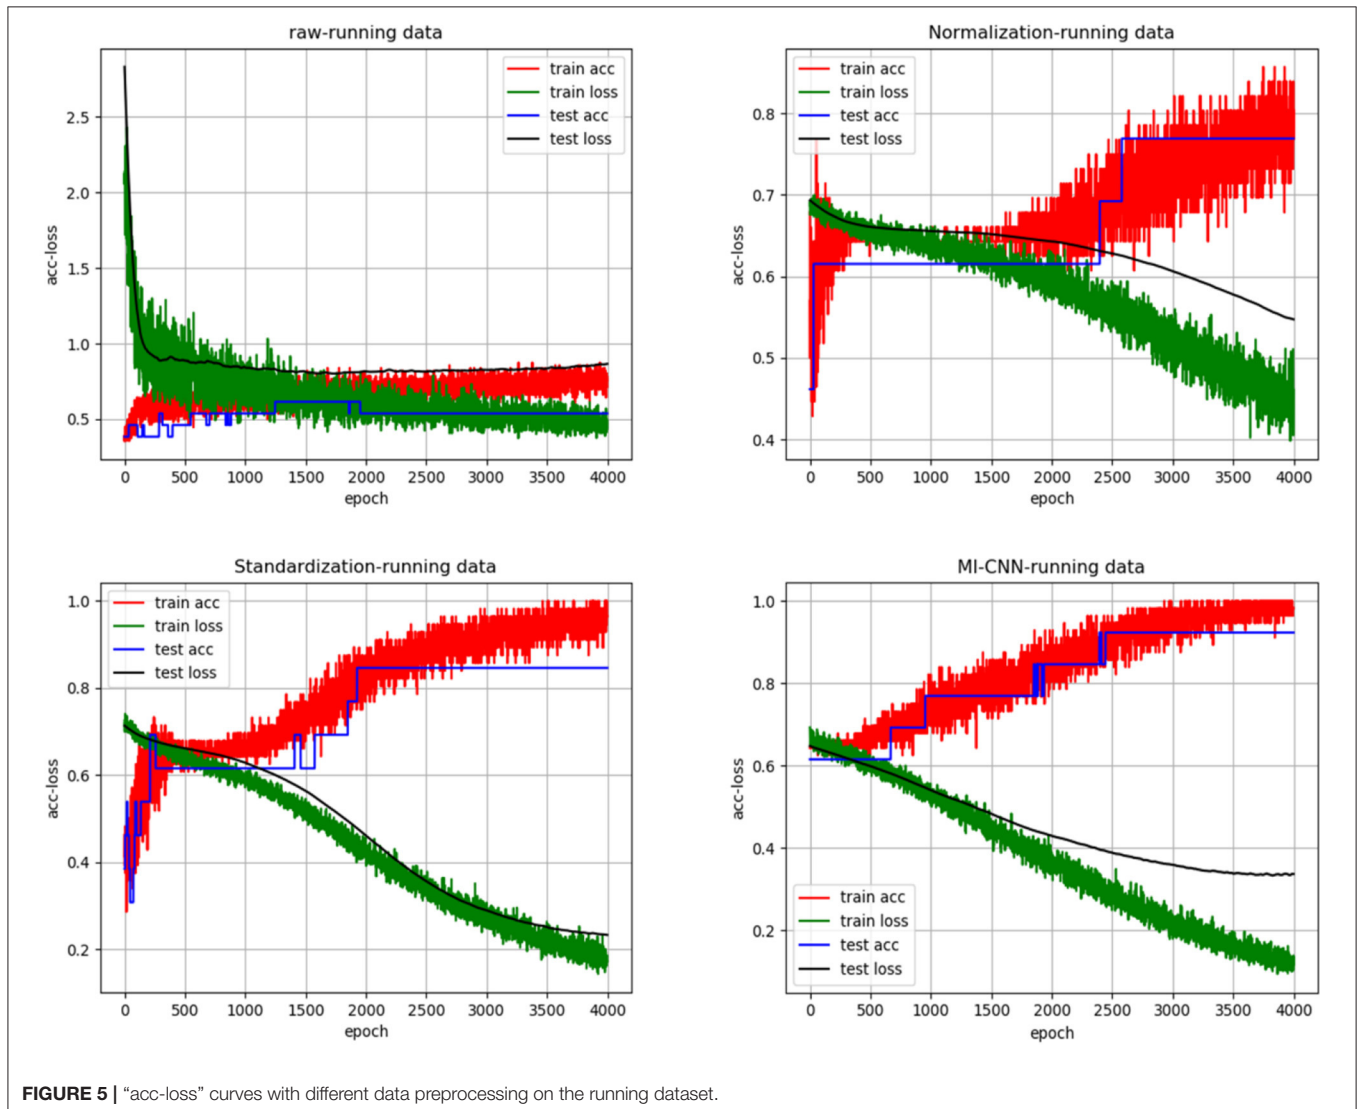 raw-running data
train acc
train loss
test acc
test loss
2.5
2.0
1.5
1.0
0.5
acc-loss
0 500 1000 1500 2000 2500 3000 3500 4000
epoch
Normalization-running data
train acc
train loss
test acc
test loss
0.8
0.7
0.6
0.5
0.4
acc-loss
0 500 1000 1500 2000 2500 3000 3500 4000
epoch
Standardization-running data
train acc
train loss
test acc
test loss
1.0
0.8
0.6
0.4
0.2
acc-loss
0 500 1000 1500 2000 2500 3000 3500 4000
epoch
MI-CNN-running data
1.0
0.8
0.6
0.4
0.2
acc-loss
train acc
train loss
test acc
test loss
0 500 1000 1500 2000 2500 3000 3500 4000
epoch
FIGURE 5 | “acc-loss” curves with different data preprocessing on the running dataset.